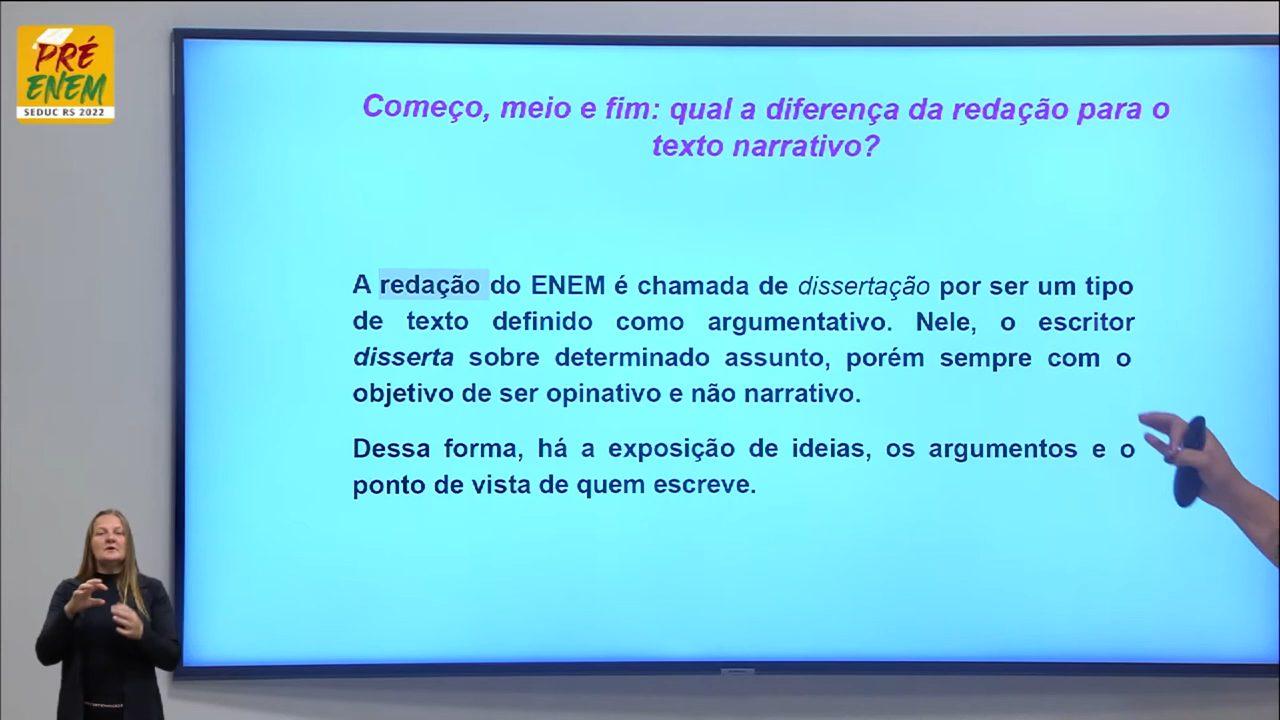 PRÉ
ENEM
SEDUC RS 2022
Começo, meio e fim: qual a diferença da redação para o
texto narrativo?
A redação do ENEM é chamada de dissertação por ser um tipo
de texto definido como argumentativo. Nele, o escritor
disserta sobre determinado assunto, porém sempre com o
objetivo de ser opinativo e não narrativo.
Dessa forma, há a exposição de ideias, os argumentos e o
ponto de vista de quem escreve.